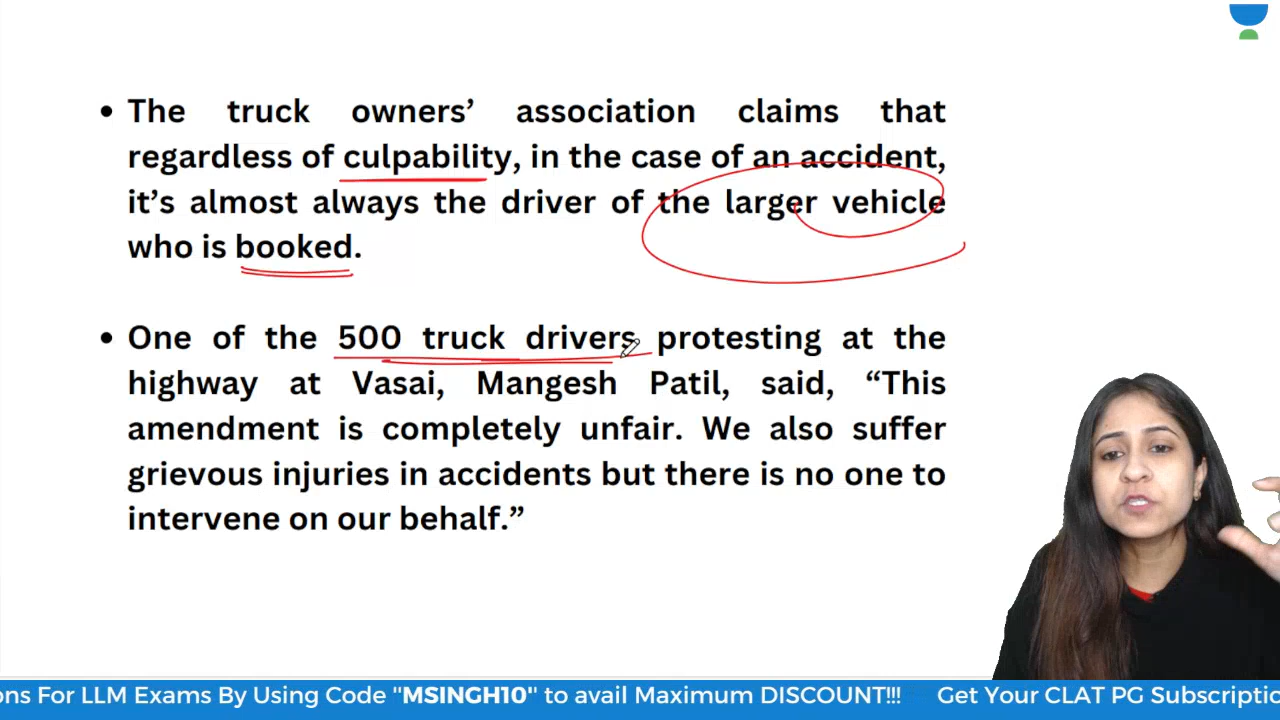 • The truck owners’ association claims that
regardless of culpability, in the case of an accident,
it’s almost always the driver of the larger vehicle
who is booked.
• One of the 500 truck drivers protesting at the
highway at Vasai, Mangesh Patil, said, “This
amendment is completely unfair. We also suffer
grievous injuries in accidents but there is no one to
intervene on our behalf.”
ons For LLM Exams By Using Code "MSINGH10" to avail Maximum DISCOUNT!!! Get Your CLAT PG Subscriptio